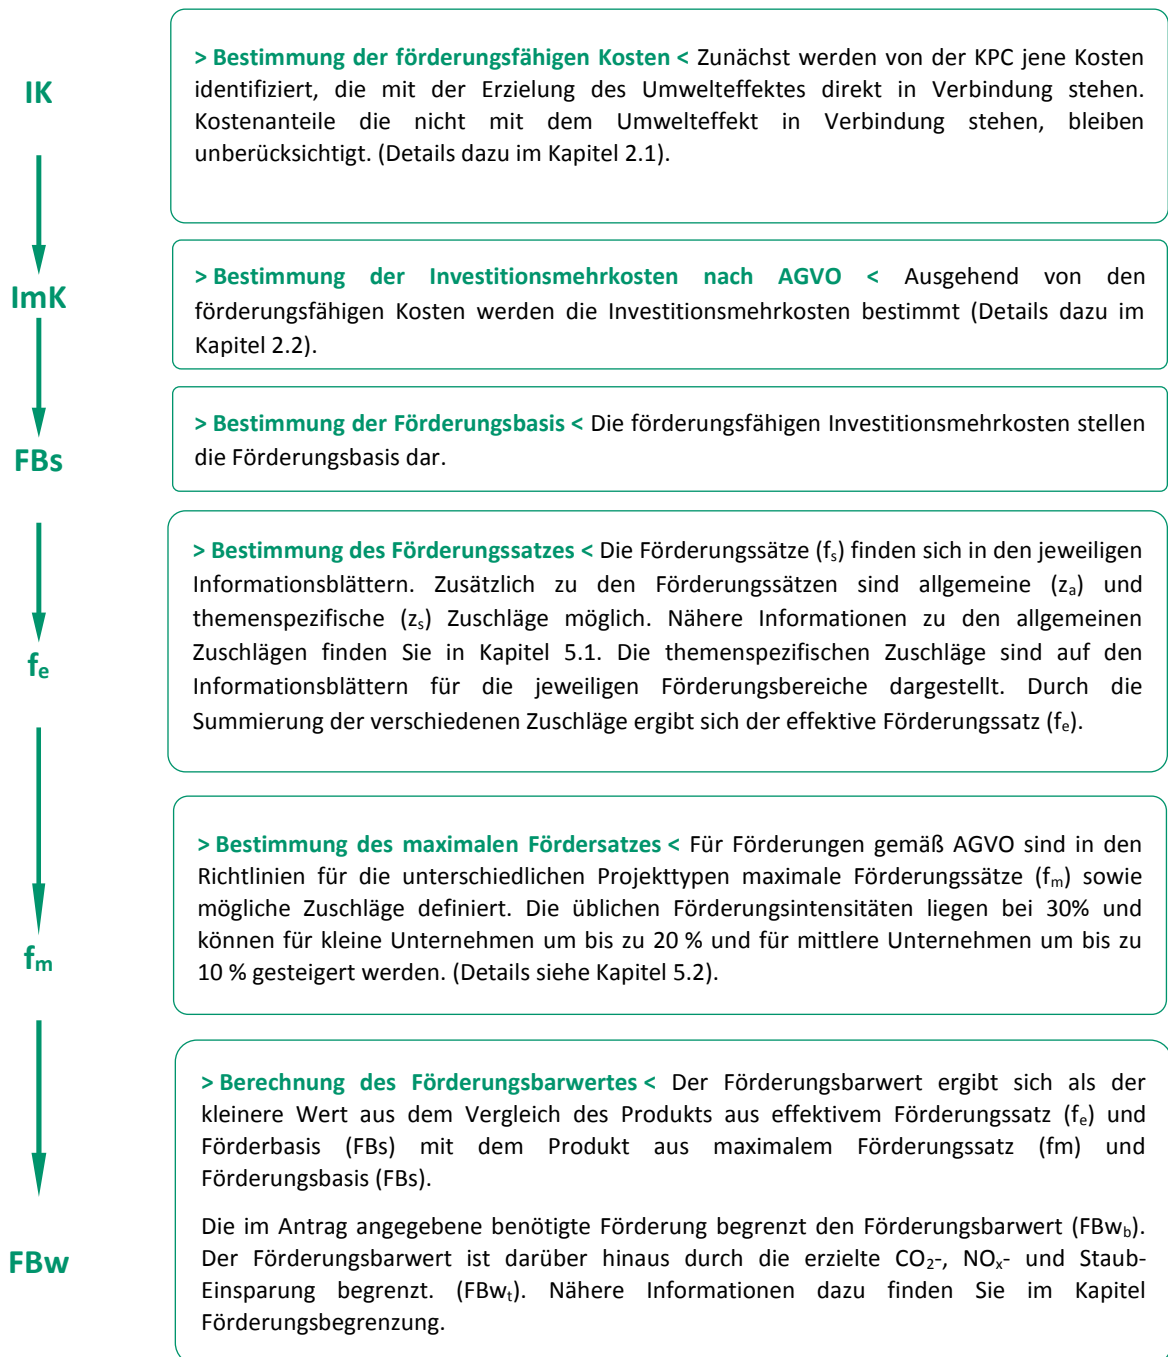 IK
> Bestimmung der förderungsfähigen Kosten < Zunächst werden von der KPC jene Kosten
identifiziert, die mit der Erzielung des Umwelteffektes direkt in Verbindung stehen.
Kostenanteile die nicht mit dem Umwelteffekt in Verbindung stehen, bleiben
unberücksichtigt. (Details dazu im Kapitel 2.1).
ImK
> Bestimmung der Investitionsmehrkosten nach AGVO < Ausgehend von den
förderungsfähigen Kosten werden die Investitionsmehrkosten bestimmt (Details dazu im
Kapitel 2.2).
FBs
> Bestimmung der Förderungsbasis < Die förderungsfähigen Investitionsmehrkosten stellen
die Förderungsbasis dar.
fe
> Bestimmung des Förderungssatzes < Die Förderungssätze (fs) finden sich in den jeweiligen
Informationsblättern. Zusätzlich zu den Förderungssätzen sind allgemeine (za) und
themenspezifische (zs) Zuschläge möglich. Nähere Informationen zu den allgemeinen
Zuschlägen finden Sie in Kapitel 5.1. Die themenspezifischen Zuschläge sind auf den
Informationsblättern für die jeweiligen Förderungsbereiche dargestellt. Durch die
Summierung der verschiedenen Zuschläge ergibt sich der effektive Förderungssatz (fe).
fm
> Bestimmung des maximalen Fördersatzes < Für Förderungen gemäß AGVO sind in den
Richtlinien für die unterschiedlichen Projekttypen maximale Förderungssätze (fm) sowie
mögliche Zuschläge definiert. Die üblichen Förderungsintensitäten liegen bei 30% und
können für kleine Unternehmen um bis zu 20 % und für mittlere Unternehmen um bis zu
10 % gesteigert werden. (Details siehe Kapitel 5.2).
FBw
> Berechnung des Förderungsbarwertes < Der Förderungsbarwert ergibt sich als der
kleinere Wert aus dem Vergleich des Produkts aus effektivem Förderungssatz (fe) und
Förderbasis (FBs) mit dem Produkt aus maximalem Förderungssatz (fm) und
Förderungsbasis (FBs).
Die im Antrag angegebene benötigte Förderung begrenzt den Förderungsbarwert (FBwb).
Der Förderungsbarwert ist darüber hinaus durch die erzielte CO2-, NOx- und Staub-
Einsparung begrenzt. (FBwt). Nähere Informationen dazu finden Sie im Kapitel
Förderungsbegrenzung.